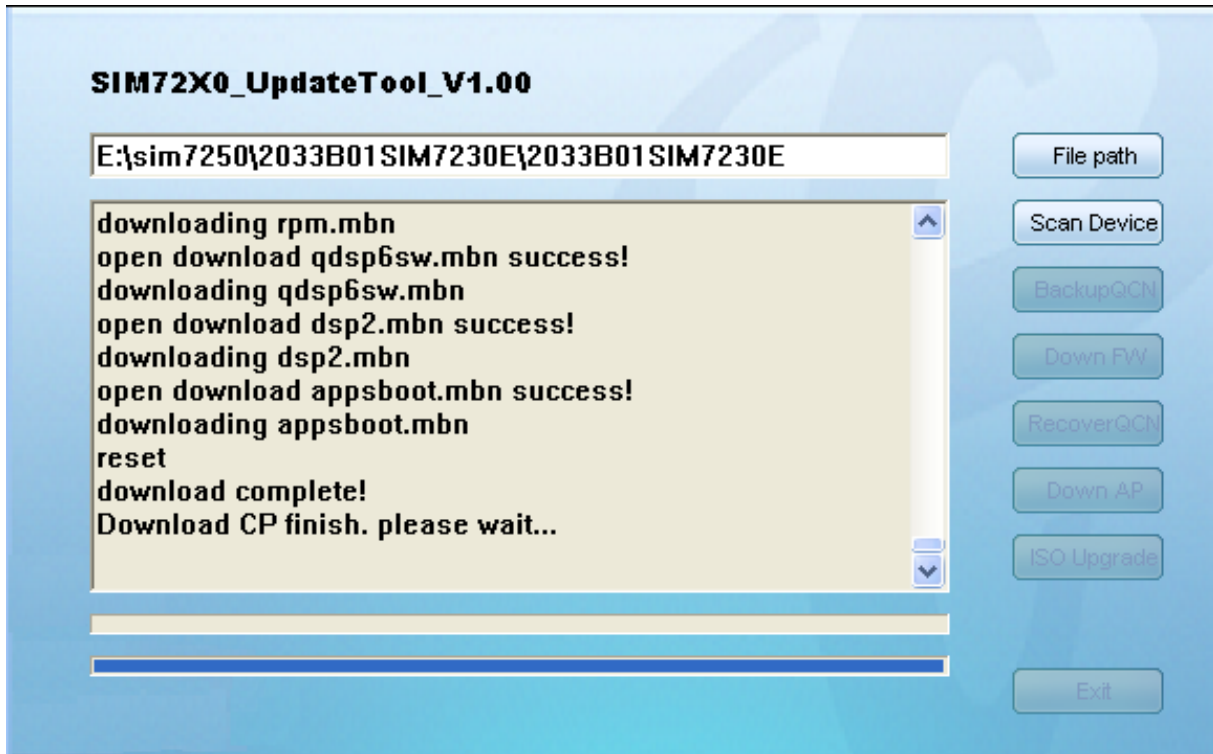 SIM72X0_UpdateTool_V1.00
E:\sim7250\2033B01SIM7230E\2033B01SIM7230E
File path
downloading rpm.mbn
open download qdsp6sw.mbn success!
downloading qdsp6sw.mbn
open download dsp2.mbn success!
downloading dsp2.mbn
open download appsboot.mbn success!
downloading appsboot.mbn
reset
download complete!
Download CP finish. please wait...
Scan Device
BackupQCN
Down FW
RecoverQCN
Down AP
ISO Upgrade
Exit